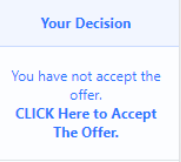 Your Decision
You have not accept the
offer.
CLICK Here to Accept
The Offer.